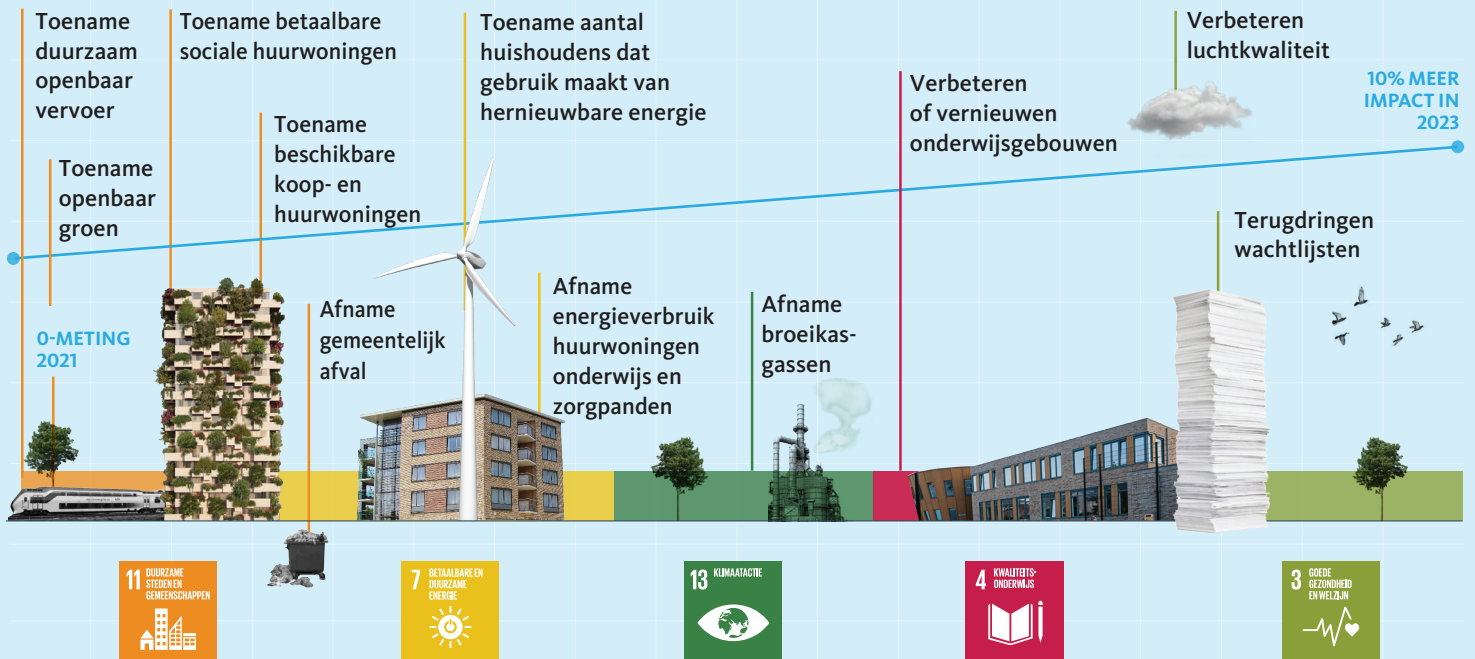 Toename
duurzaam
openbaar
vervoer
Toename
openbaar
groen
0-METING
2021
Toename betaalbare
sociale huurwoningen
Toename
beschikbare
koop- en
huurwoningen
Afname
gemeentelijk
afval
Toename aantal
huishoudens dat
gebruik maakt van
hernieuwbare energie
Afname
energieverbruik
huurwoningen
onderwijs en
zorgpanden
Afname
broeikas-
gassen
Verbeteren
of vernieuwen
onderwijsgebouwen
Verbeteren
luchtkwaliteit
10% MEER
IMPACT IN
2023
Terugdringen
wachtlijsten
11 DUURZAME
STEDEN EN
GEMEENSCHAPPEN
7 BETAALBARE EN
DUURZAME
ENERGIE
13 KLIMAATACTIE
4 KWALITEITS-
ONDERWIJS
3 GOEDE
GEZONDHEID
EN WELZIJN